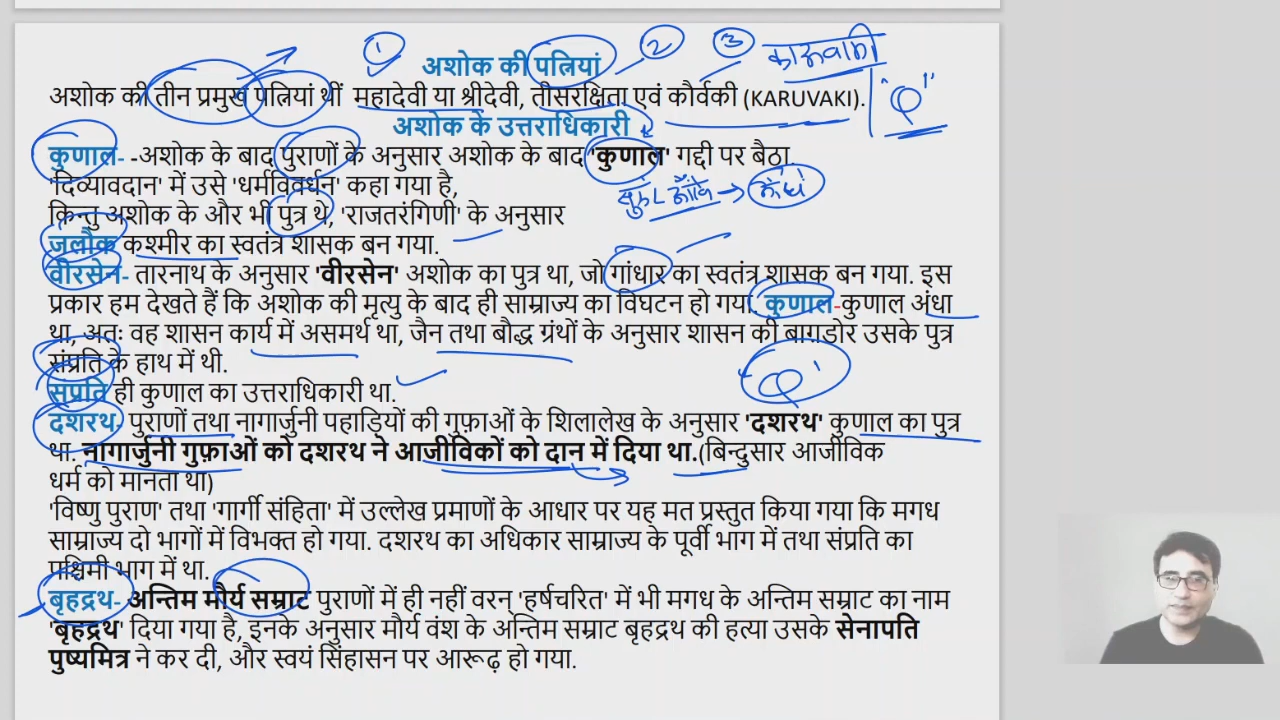 अशोक की पत्नियां
1 2 3 कारुवाकी
अशोक की तीन प्रमुख पत्नियां थीं महादेवी या श्रीदेवी, तीसरक्षिता एवं कौर्वकी (KARUVAKI).
अशोक के उत्तराधिकारी
कुणाल- -अशोक के बाद पुराणों के अनुसार अशोक के बाद 'कुणाल' गद्दी पर बैठा.
'दिव्यावदान' में उसे 'धर्मविवर्धन' कहा गया है,
किन्तु अशोक के और भी पुत्र थे, 'राजतरंगिणी' के अनुसार
जलौक कश्मीर का स्वतंत्र शासक बन गया.
वीरसेन- तारनाथ के अनुसार 'वीरसेन' अशोक का पुत्र था, जो गांधार का स्वतंत्र शासक बन गया. इस
प्रकार हम देखते हैं कि अशोक की मृत्यु के बाद ही साम्राज्य का विघटन हो गया. कुणाल-कुणाल अंधा
था, अतः वह शासन कार्य में असमर्थ था, जैन तथा बौद्ध ग्रंथों के अनुसार शासन की बाग़डोर उसके पुत्र
संप्रति के हाथ में थी.
संप्रति ही कुणाल का उत्तराधिकारी था.
दशरथ- पुराणों तथा नागार्जुनी पहाड़ियों की गुफ़ाओं के शिलालेख के अनुसार 'दशरथ' कुणाल का पुत्र
था. नागार्जुनी गुफ़ाओं को दशरथ ने आजीविकों को दान में दिया था.(बिन्दुसार आजीविक
धर्म को मानता था)
'विष्णु पुराण' तथा 'गार्गी संहिता' में उल्लेख प्रमाणों के आधार पर यह मत प्रस्तुत किया गया कि मगध
साम्राज्य दो भागों में विभक्त हो गया. दशरथ का अधिकार साम्राज्य के पूर्वी भाग में तथा संप्रति का
पश्चिमी भाग में था.
बृहद्रथ- अन्तिम मौर्य सम्राट पुराणों में ही नहीं वरन् 'हर्षचरित' में भी मगध के अन्तिम सम्राट का नाम
'बृहद्रथ' दिया गया है, इनके अनुसार मौर्य वंश के अन्तिम सम्राट बृहद्रथ की हत्या उसके सेनापति
पुष्यमित्र ने कर दी, और स्वयं सिंहासन पर आरूढ़ हो गया.